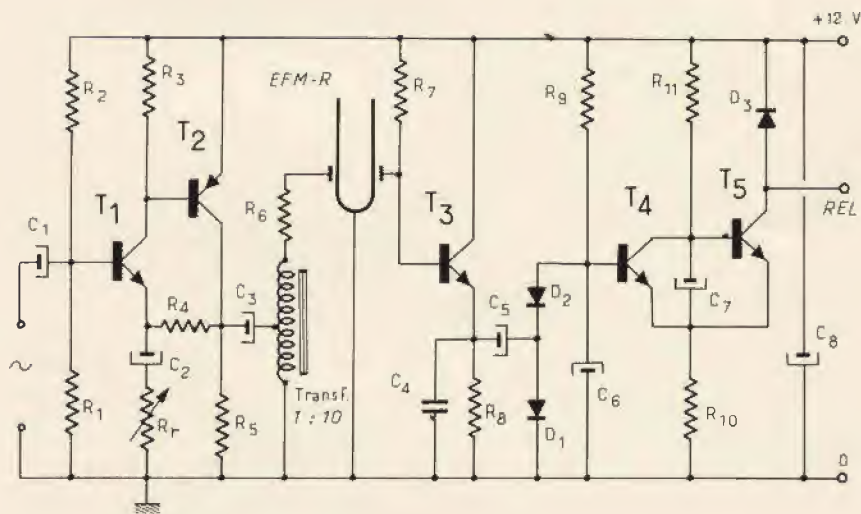 +12 V
R2
R3
EFM-R
R7
R9
R11
D3
T2
T1
R6
T3
T4
T5
REL
C1
R4
C3
C5
D2
C7
C2
C4
C6
C8
R1
Rr
R5
Transf.
1:10
R8
D1
R10
0
~